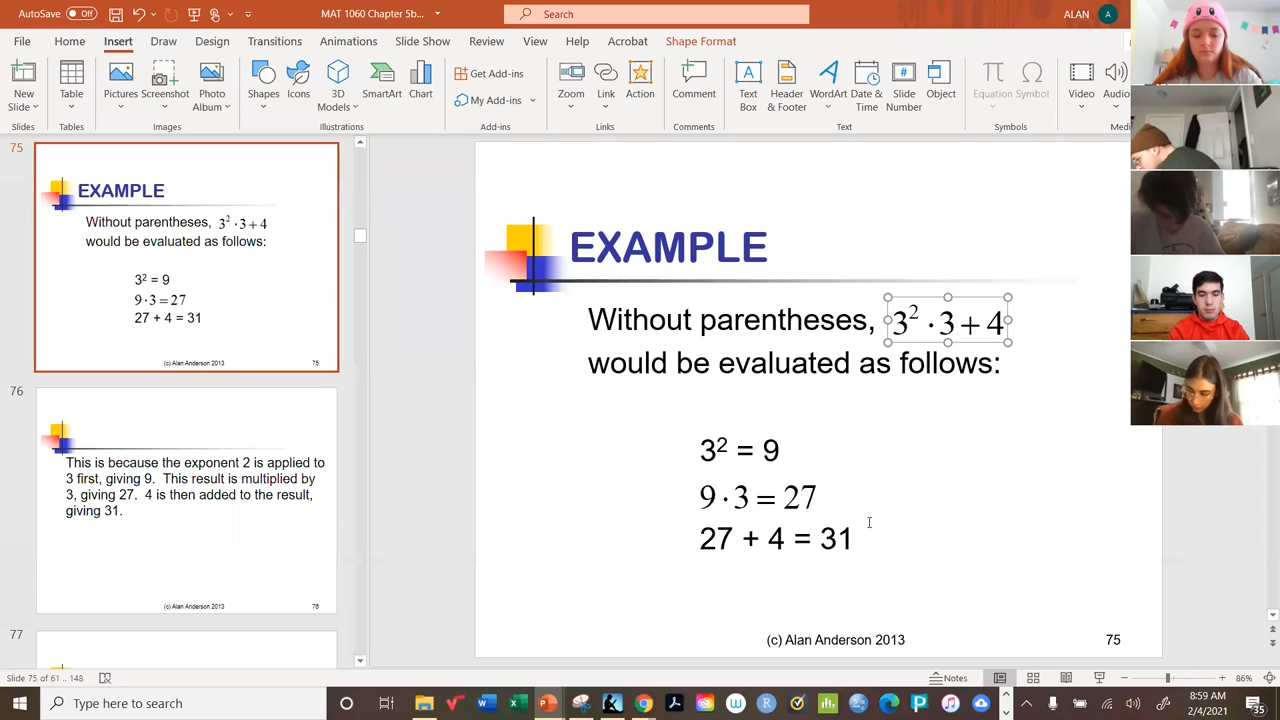 AutoSave Off
MAT 1060 Chapter 5b...
Search
ALAN A
File Home Insert Draw Design Transitions Animations Slide Show Review View Help Acrobat Shape Format
New Slide
Table
Pictures
Screenshot
Photo Album
Shapes
Icons
3D Models
SmartArt
Chart
Get Add-ins
My Add-ins
Zoom
Link
Action
Comment
Text Box
Header & Footer
WordArt
Date & Time
Slide Number
Object
Equation
Symbol
Video
Audio
Slides Tables Images Illustrations Add-ins Links Comments Text Symbols Medi
75
EXAMPLE
Without parentheses, 3² · 3 + 4
would be evaluated as follows:
3² = 9
9 · 3 = 27
27 + 4 = 31
(c) Alan Anderson 2013 75
76
This is because the exponent 2 is applied to
3 first, giving 9. This result is multiplied by
3, giving 27. 4 is then added to the result,
giving 31.
(c) Alan Anderson 2013 76
77
EXAMPLE
Without parentheses, 3² · 3 + 4
would be evaluated as follows:
3² = 9
9 · 3 = 27
27 + 4 = 31
(c) Alan Anderson 2013 75
Slide 75 of 61 .. 148
Notes
86%
Type here to search
8:59 AM
2/4/2021
35